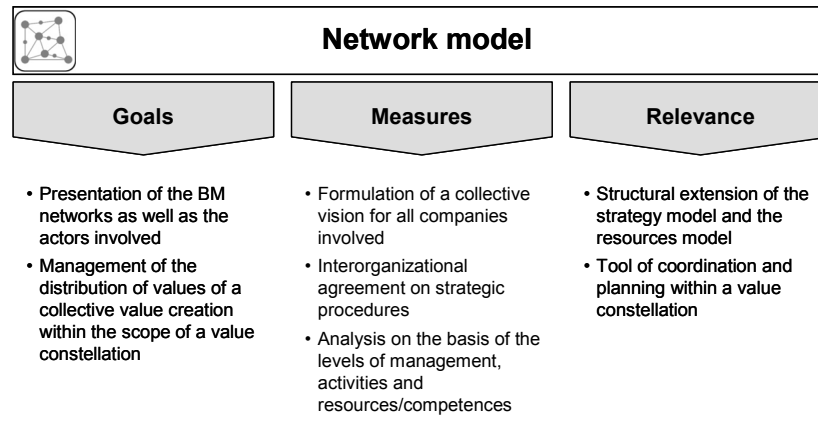 Network model
Goals
Measures
Relevance
• Presentation of the BM
networks as well as the
actors involved
• Management of the
distribution of values of a
collective value creation
within the scope of a value
constellation
• Formulation of a collective
vision for all companies
involved
• Interorganizational
agreement on strategic
procedures
• Analysis on the basis of the
levels of management,
activities and
resources/competences
• Structural extension of the
strategy model and the
resources model
• Tool of coordination and
planning within a value
constellation